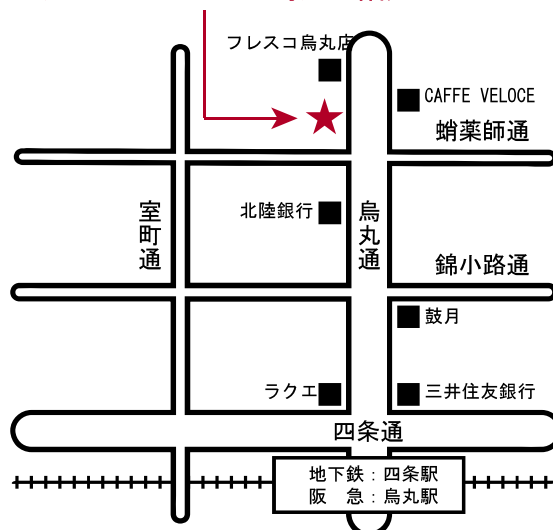 フレスコ烏丸店
CAFFE VELOCE
蛸薬師通
室町通
北陸銀行
烏丸通
錦小路通
鼓月
ラクエ
三井住友銀行
四条通
地下鉄：四条駅
阪　急：烏丸駅